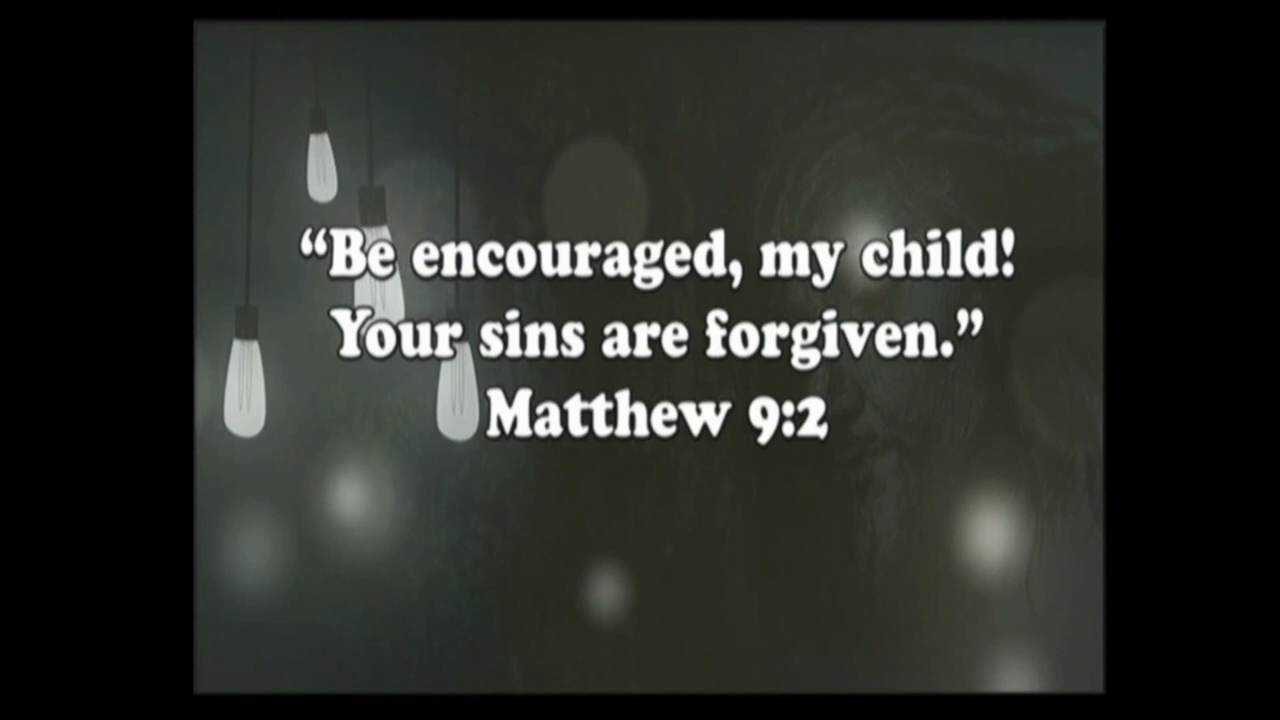 “Be encouraged, my child!
Your sins are forgiven.”
Matthew 9:2